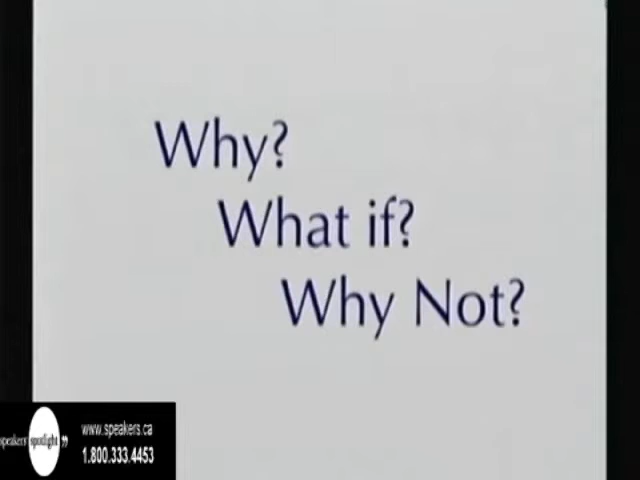 Why?
What if?
Why Not?
speakers spotlight
www.speakers.ca
1.800.333.4453